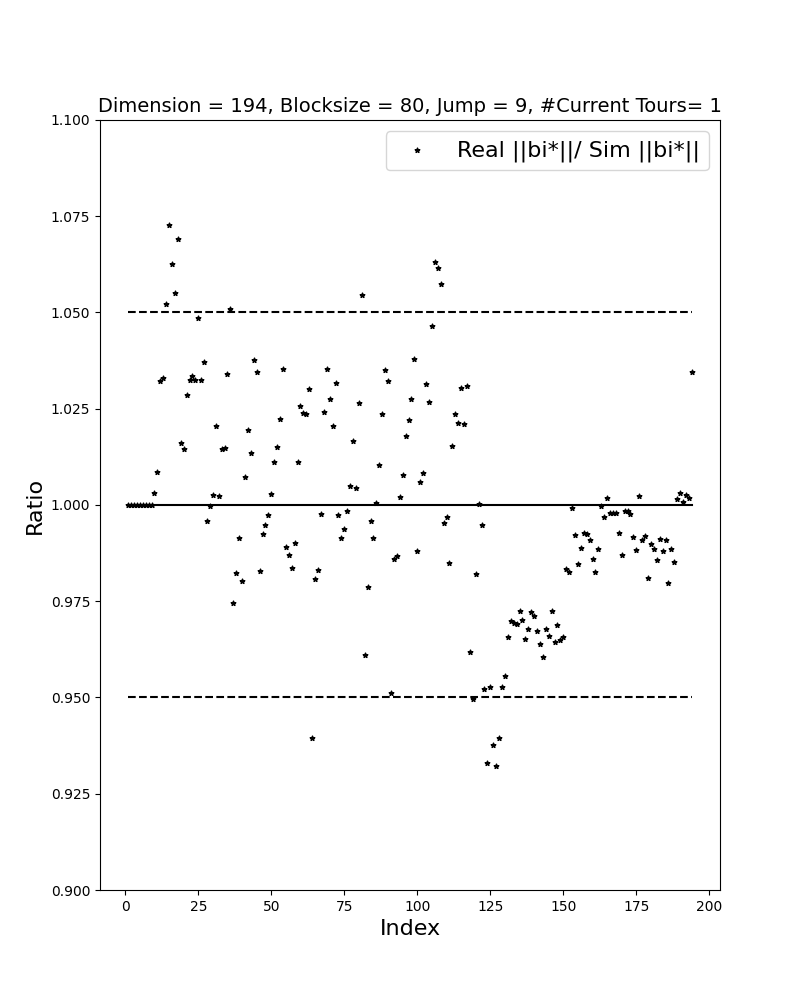 Dimension = 194, Blocksize = 80, Jump = 9, #Current Tours= 1
Real ||bi*||/ Sim ||bi*||
1.100
1.075
1.050
1.025
1.000
0.975
0.950
0.925
0.900
Ratio
0 25 50 75 100 125 150 175 200
Index